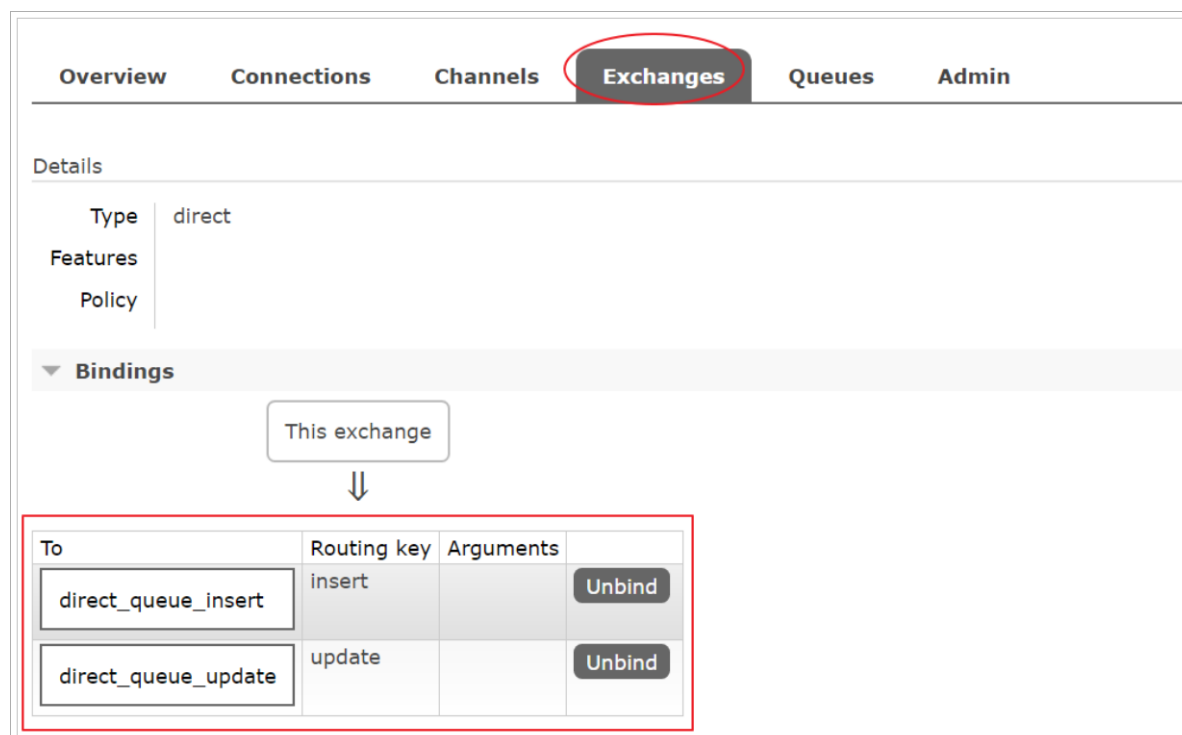 Overview Connections Channels Exchanges Queues Admin
Details
Type direct
Features
Policy
Bindings
This exchange
To Routing key Arguments
direct_queue_insert insert Unbind
direct_queue_update update Unbind